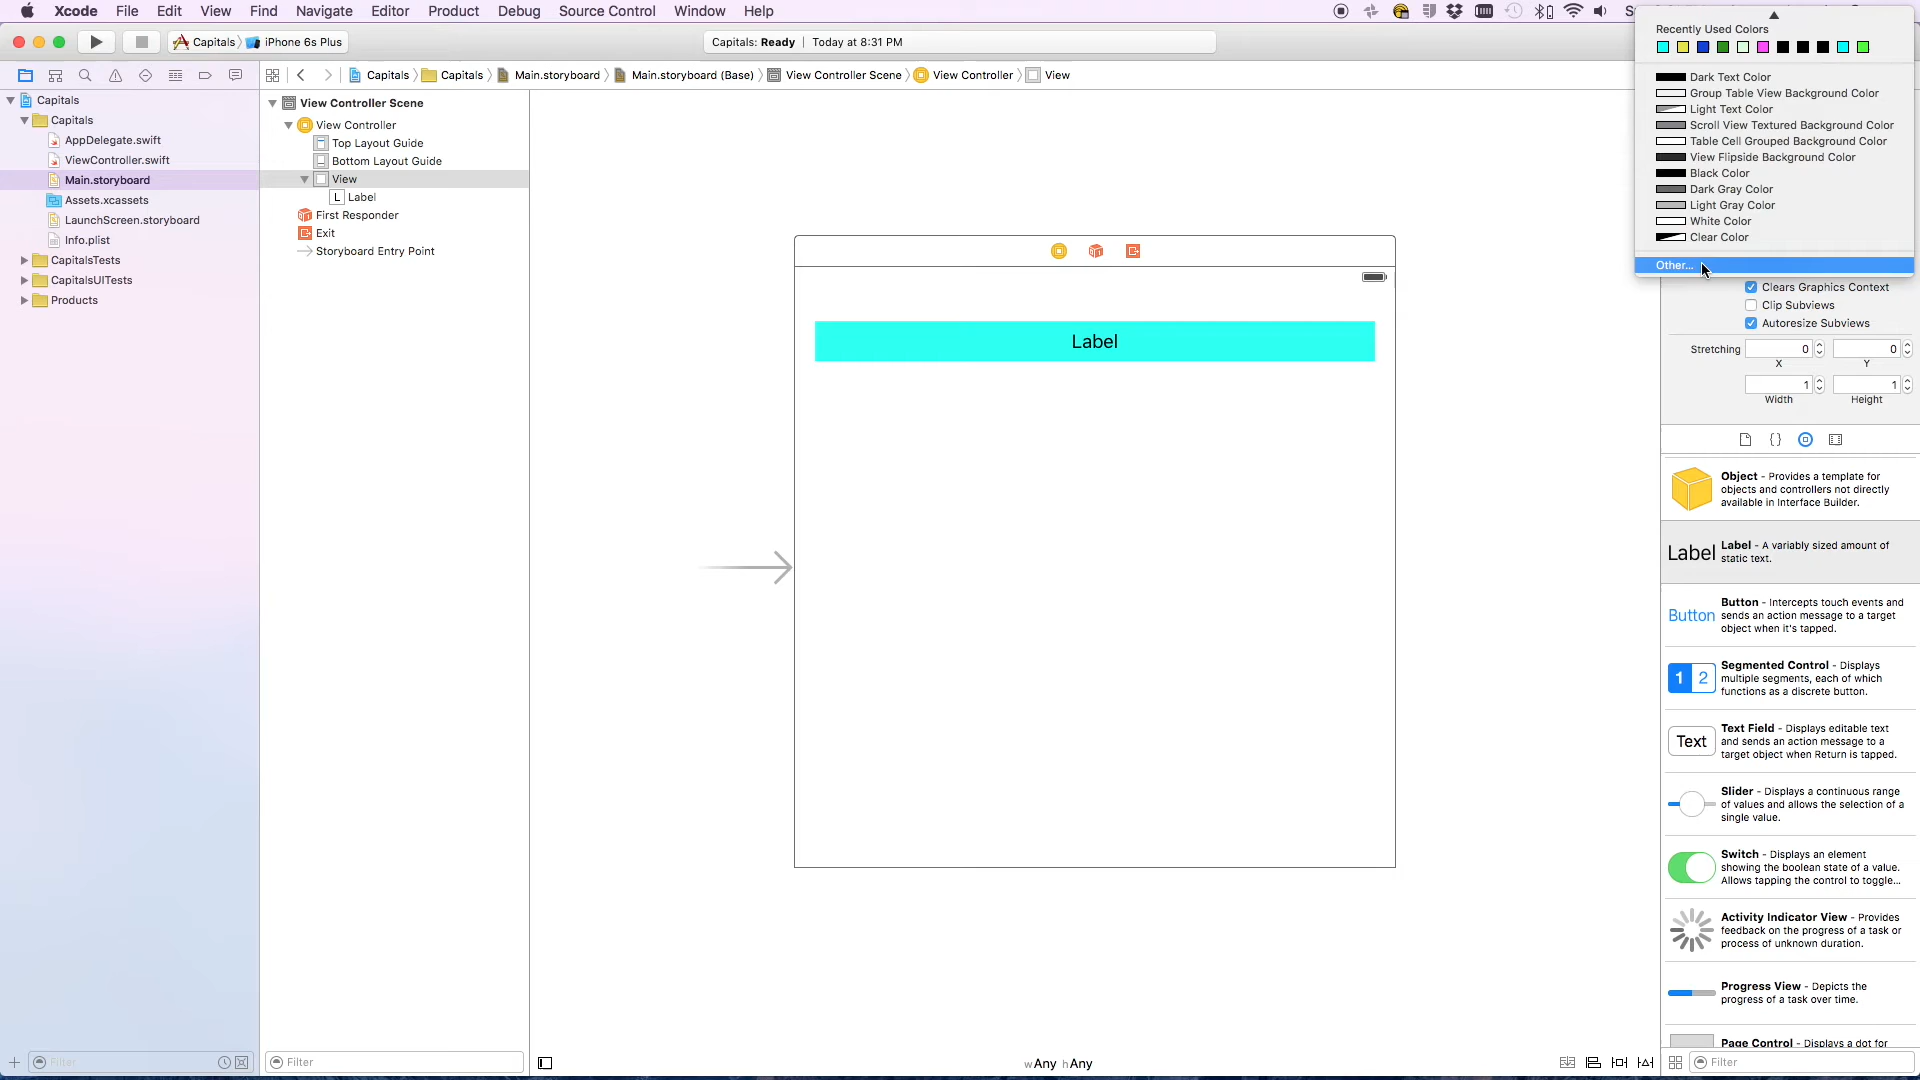 Xcode File Edit View Find Navigate Editor Product Debug Source Control Window Help
Capitals iPhone 6s Plus
Capitals: Ready | Today at 8:31 PM
Capitals Capitals Main.storyboard Main.storyboard (Base) View Controller Scene View Controller View
Capitals
Capitals
AppDelegate.swift
ViewController.swift
Main.storyboard
Assets.xcassets
LaunchScreen.storyboard
Info.plist
CapitalsTests
CapitalsUITests
Products
Filter
View Controller Scene
View Controller
Top Layout Guide
Bottom Layout Guide
View
L Label
First Responder
Exit
Storyboard Entry Point
Filter
Label
wAny hAny
Recently Used Colors
Dark Text Color
Group Table View Background Color
Light Text Color
Scroll View Textured Background Color
Table Cell Grouped Background Color
View Flipside Background Color
Black Color
Dark Gray Color
Light Gray Color
White Color
Clear Color
Other...
Clears Graphics Context
Clip Subviews
Autoresize Subviews
Stretching 0 0
X Y
1 1
Width Height
Object - Provides a template for
objects and controllers not directly
available in Interface Builder.
Label
Label - A variably sized amount of
static text.
Button
Button - Intercepts touch events and
sends an action message to a target
object when it's tapped.
1 2
Segmented Control - Displays
multiple segments, each of which
functions as a discrete button.
Text
Text Field - Displays editable text
and sends an action message to a
target object when Return is tapped.
Slider - Displays a continuous range
of values and allows the selection of a
single value.
Switch - Displays an element
showing the boolean state of a value.
Allows tapping the control to toggle...
Activity Indicator View - Provides
feedback on the progress of a task or
process of unknown duration.
Progress View - Depicts the
progress of a task over time.
Page Control - Displays a dot for
Filter